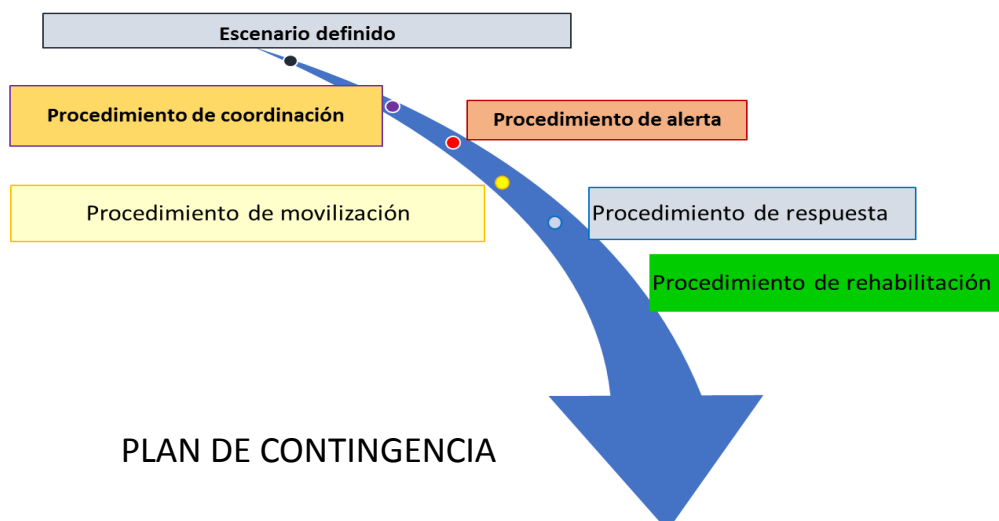 Escenario definido
Procedimiento de coordinación
Procedimiento de alerta
Procedimiento de movilización
Procedimiento de respuesta
Procedimiento de rehabilitación
PLAN DE CONTINGENCIA